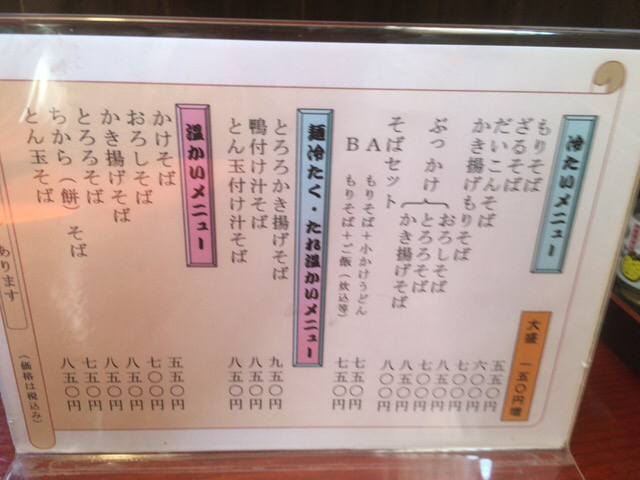 冷たいメニュー
大盛 一五〇円増
もりそば 五五〇円
ざるそば 六〇〇円
だいこんそば 七〇〇円
かき揚げもりそば 八五〇円
ぶっかけ
おろしそば 七五〇円
とろろそば 八五〇円
かき揚げそば 八〇〇円
そばセット
A もりそば+小かけうどん 七五〇円
B もりそば+ご飯(炊込等) 七五〇円
麺冷たく・たれ温かいメニュー
とろろかき揚げそば 九五〇円
鴨付け汁そば 八五〇円
とん玉付け汁そば 八五〇円
温かいメニュー
かけそば 五五〇円
おろしそば 七〇〇円
かき揚げそば 八五〇円
とろろそば 八五〇円
ちから(餅)そば 七五〇円
とん玉そば 八五〇円
あります
(価格は税込み)